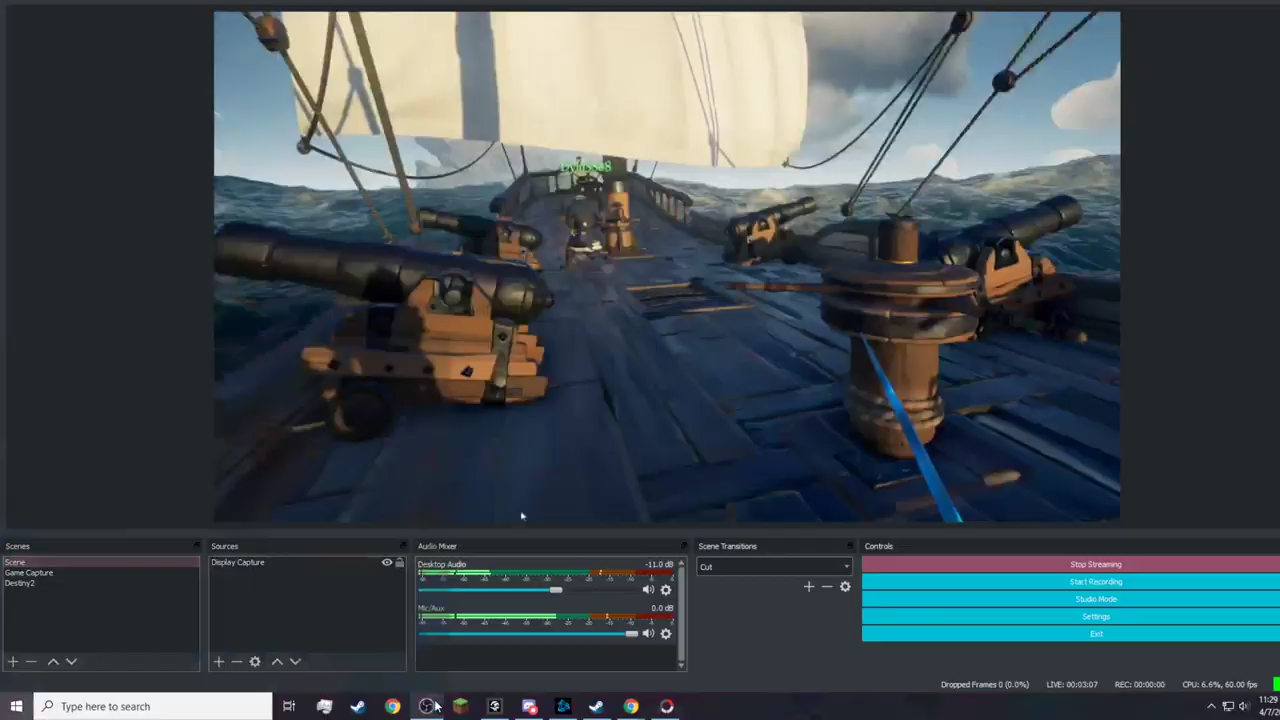 Scenes
Scene
Game Capture
Destiny2
Sources
Display Capture
Audio Mixer
Desktop Audio -11.0 dB
Mic/Aux 0.0 dB
Scene Transitions
Cut
Controls
Stop Streaming
Start Recording
Studio Mode
Settings
Exit
Dropped Frames 0 (0.0%) LIVE: 00:03:07 REC: 00:00:00 CPU: 6.6%, 60.00 fps
Type here to search
11:29